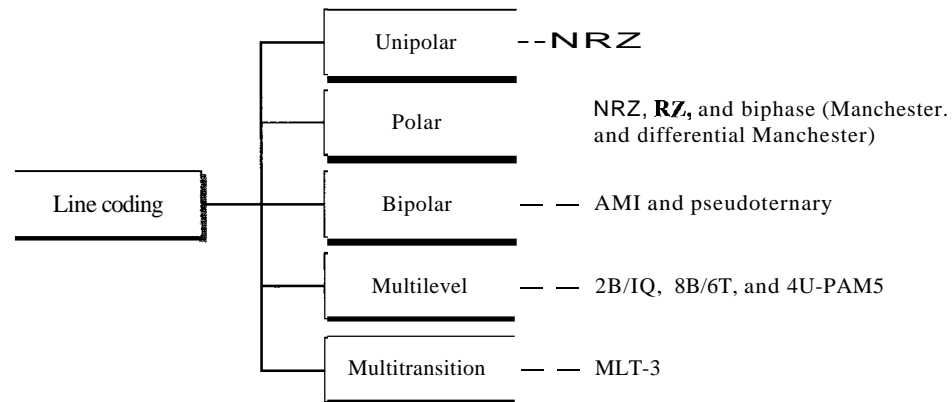 Unipolar -- NRZ
Polar NRZ, RZ, and biphase (Manchester.
and differential Manchester)
Line coding
Bipolar — — AMI and pseudoternary
Multilevel — — 2B/IQ, 8B/6T, and 4U-PAM5
Multitransition — — MLT-3